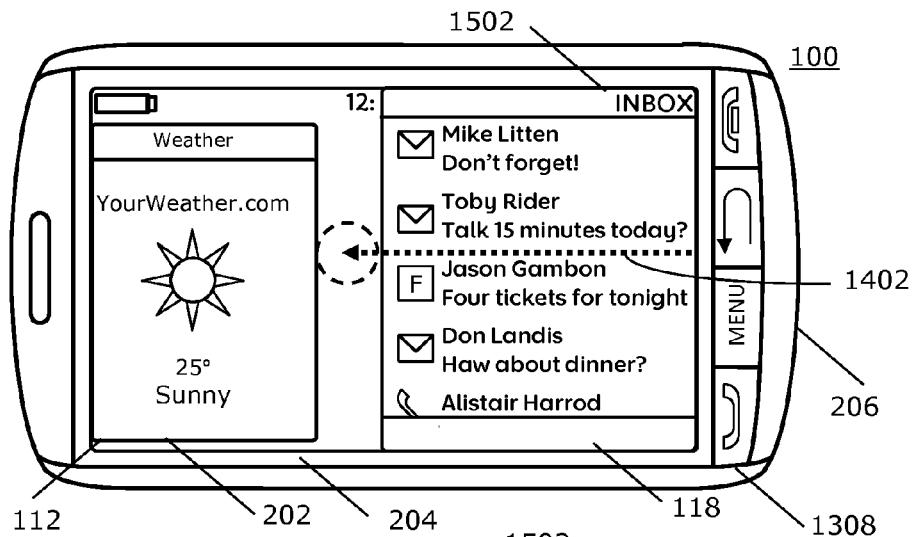 1502
100
12:
INBOX
Weather
Mike Litten
Don't forget!
YourWeather.com
Toby Rider
Talk 15 minutes today?
1402
F
Jason Gambon
Four tickets for tonight
MENU
25°
Sunny
Don Landis
Haw about dinner?
206
Alistair Harrod
112
202
204
118
1308